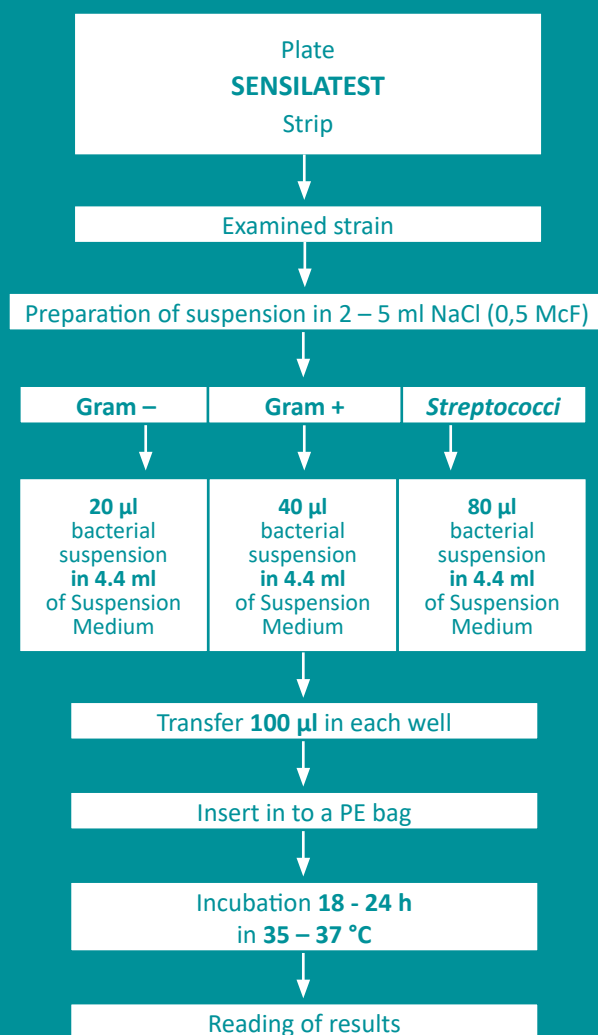 Plate
SENSILATEST
Strip
Examined strain
Preparation of suspension in 2 – 5 ml NaCl (0,5 McF)
Gram –
Gram +
Streptococci
20 µl
bacterial
suspension
in 4.4 ml
of Suspension
Medium
40 µl
bacterial
suspension
in 4.4 ml
of Suspension
Medium
80 µl
bacterial
suspension
in 4.4 ml
of Suspension
Medium
Transfer 100 µl in each well
Insert in to a PE bag
Incubation 18 - 24 h
in 35 – 37 °C
Reading of results